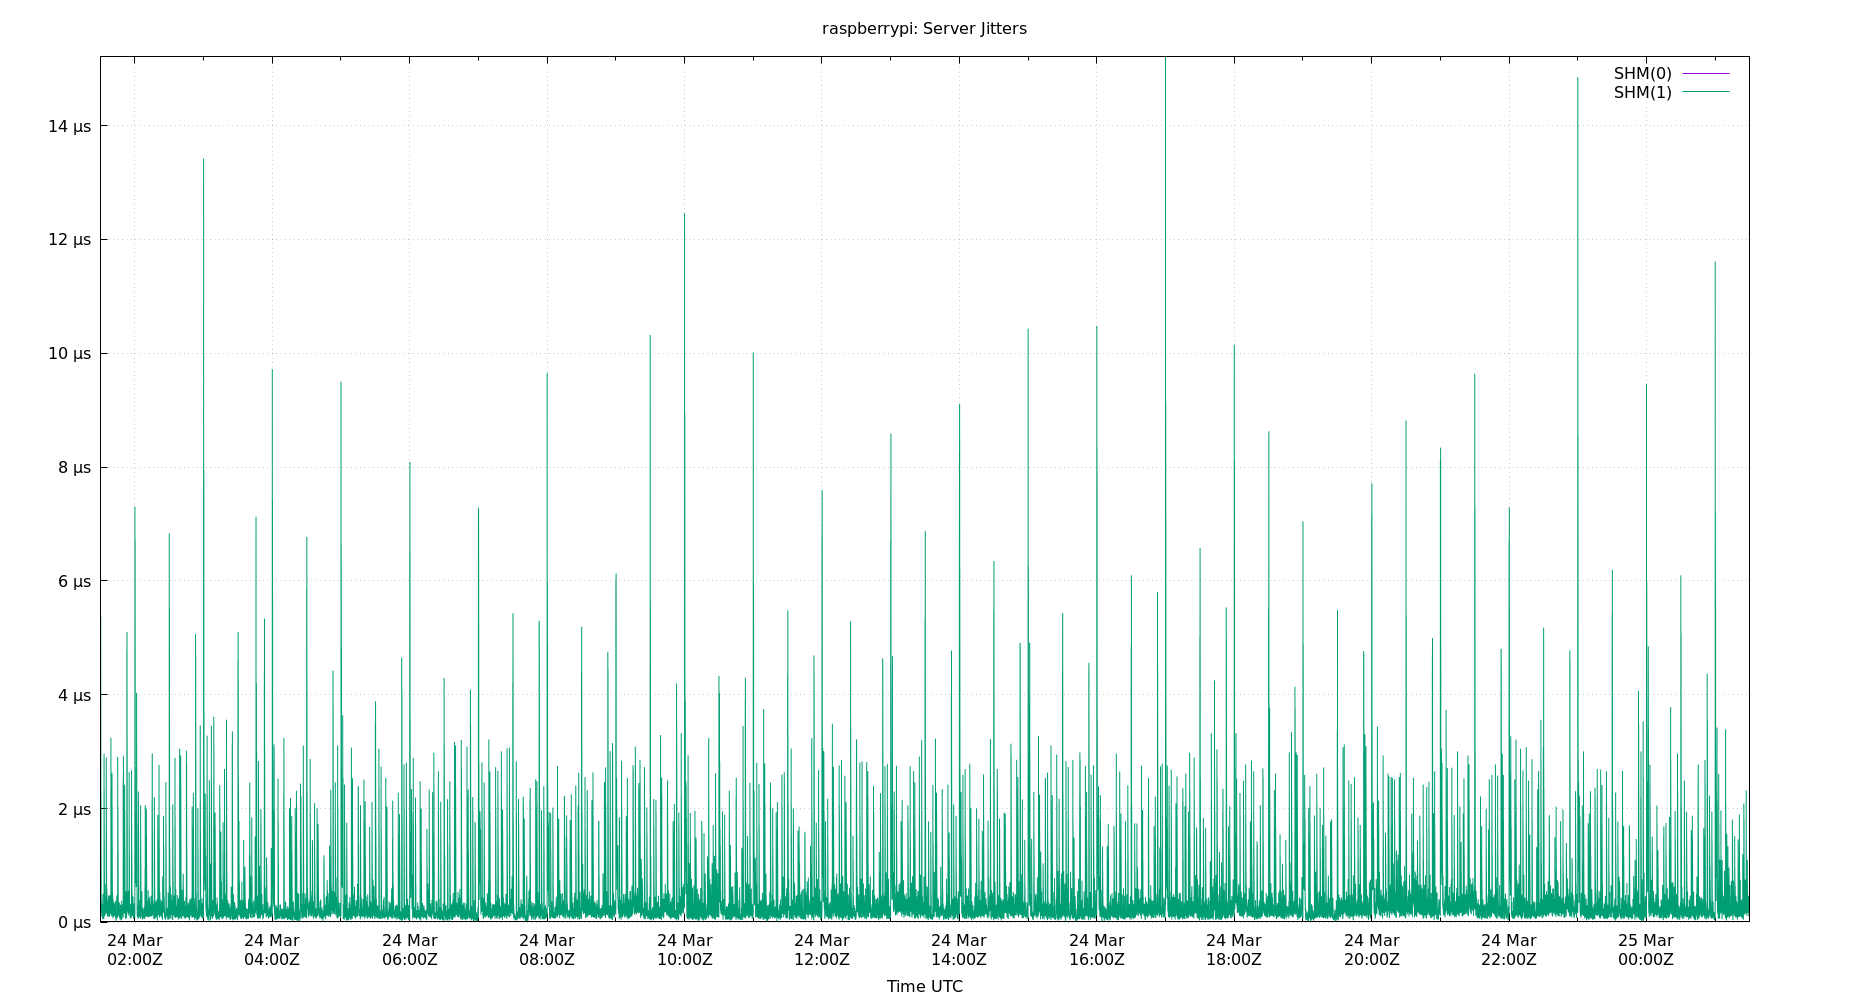 raspberrypi: Server Jitters
SHM(0)
SHM(1)
14 µs
12 µs
10 µs
8 µs
6 µs
4 µs
2 µs
0 µs
24 Mar 24 Mar 24 Mar 24 Mar 24 Mar 24 Mar 24 Mar 24 Mar 24 Mar 24 Mar 24 Mar 25 Mar
02:00Z 04:00Z 06:00Z 08:00Z 10:00Z 12:00Z 14:00Z 16:00Z 18:00Z 20:00Z 22:00Z 00:00Z
Time UTC